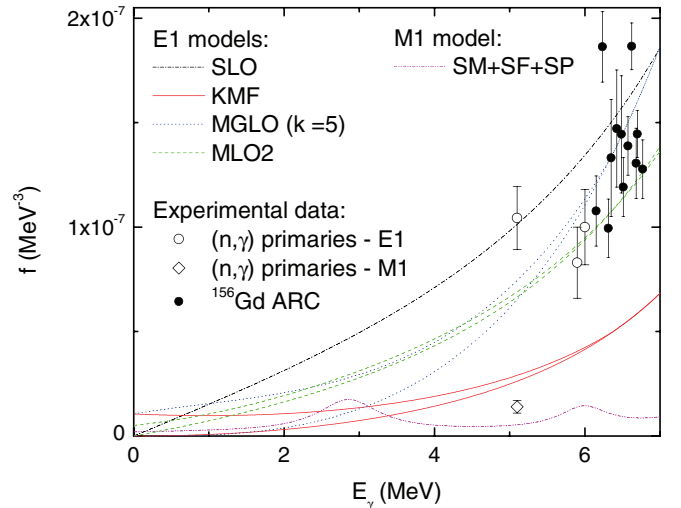 2x10⁻⁷
1x10⁻⁷
0
f (MeV⁻³)
E1 models:
SLO
KMF
MGLO (k =5)
MLO2
M1 model:
SM+SF+SP
Experimental data:
(n,γ) primaries - E1
(n,γ) primaries - M1
¹⁵⁶Gd ARC
0 2 4 6
E_γ (MeV)